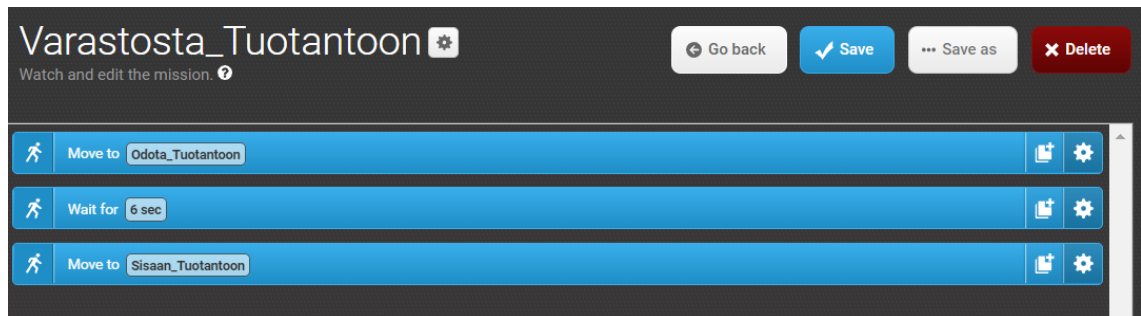 Varastosta_Tuotantoon
Go back
Save
Save as
Delete
Watch and edit the mission.
Move to Odota_Tuotantoon
Wait for 6 sec
Move to Sisaan_Tuotantoon